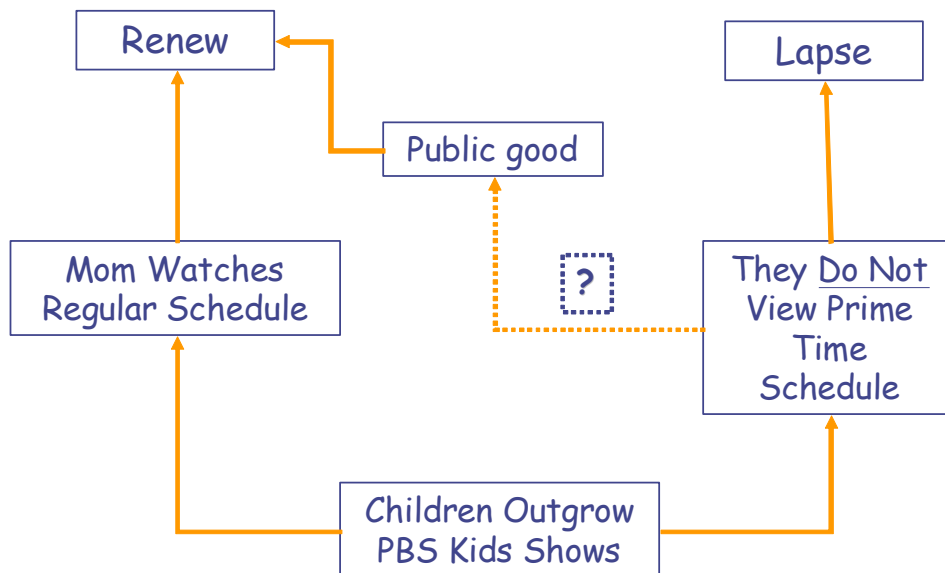 Renew
Lapse
Public good
Mom Watches
Regular Schedule
?
They Do Not
View Prime
Time
Schedule
Children Outgrow
PBS Kids Shows